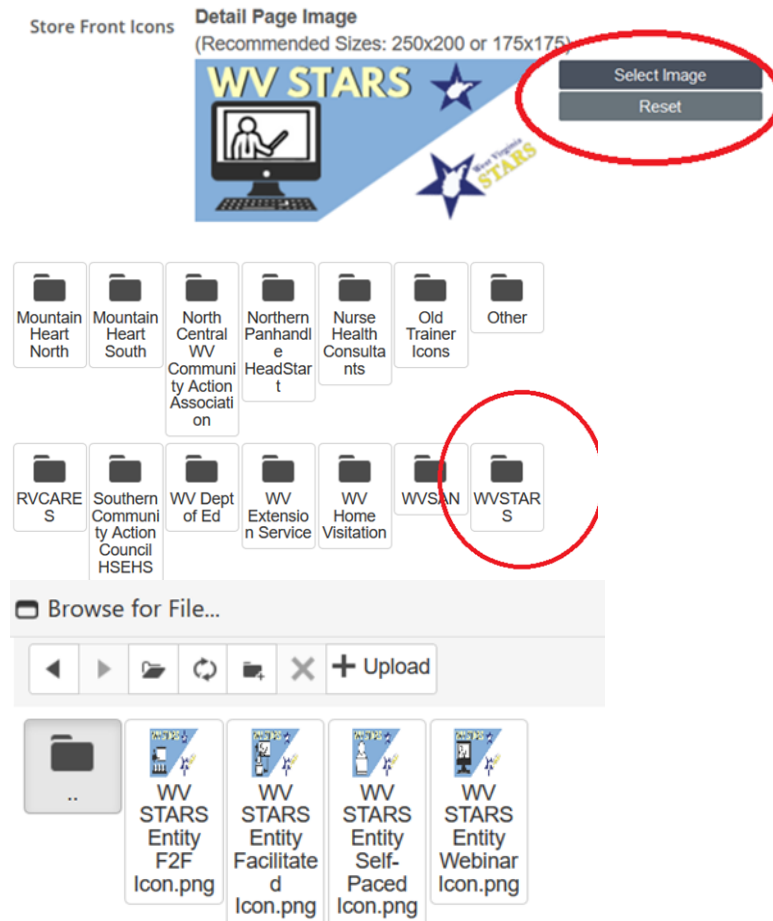 Store Front Icons
Detail Page Image
(Recommended Sizes: 250x200 or 175x175)
WV STARS
West Virginia
STARS
Select Image
Reset
Mountain
Heart
North
Mountain
Heart
South
North
Central
WV
Communi
ty Action
Associati
on
Northern
Panhandl
e
HeadStar
t
Nurse
Health
Consulta
nts
Old
Trainer
Icons
Other
RVCARE
S
Southern
Communi
ty Action
Council
HSEHS
WV Dept
of Ed
WV
Extensio
n Service
WV
Home
Visitation
WVSAN
WVSTAR
S
Browse for File...
Upload
..
WV
STARS
Entity
F2F
Icon.png
WV
STARS
Entity
Facilitate
d
Icon.png
WV
STARS
Entity
Self-
Paced
Icon.png
WV
STARS
Entity
Webinar
Icon.png